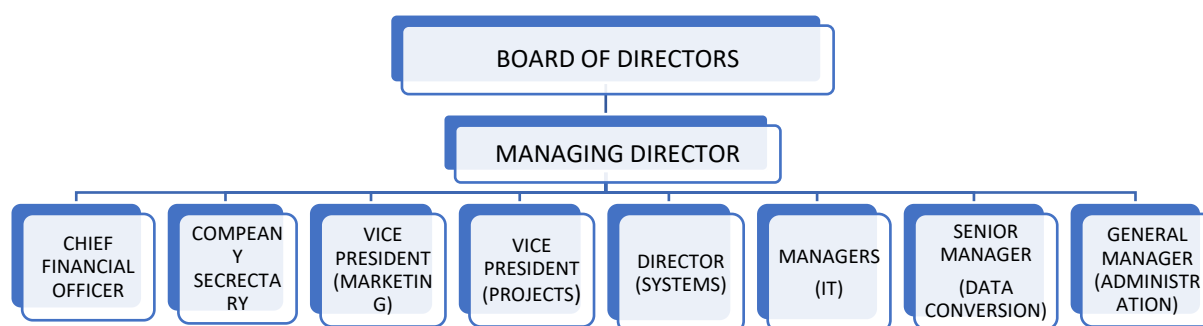 BOARD OF DIRECTORS
MANAGING DIRECTOR
CHIEF
FINANCIAL
OFFICER
COMPEAN
Y
SECRECTA
RY
VICE
PRESIDENT
(MARKETIN
G)
VICE
PRESIDENT
(PROJECTS)
DIRECTOR
(SYSTEMS)
MANAGERS
(IT)
SENIOR
MANAGER
(DATA
CONVERSION)
GENERAL
MANAGER
(ADMINISTR
ATION)